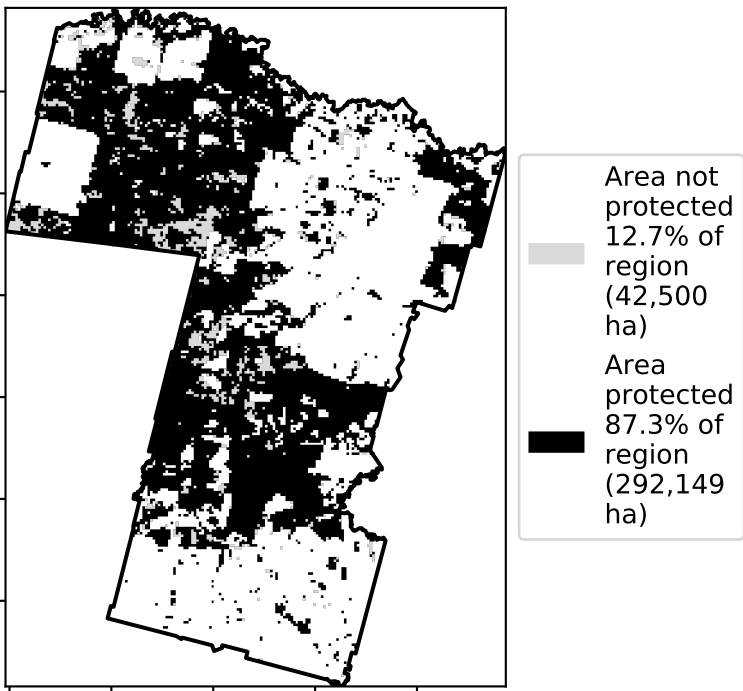 Area not
protected
12.7% of
region
(42,500
ha)
Area
protected
87.3% of
region
(292,149
ha)